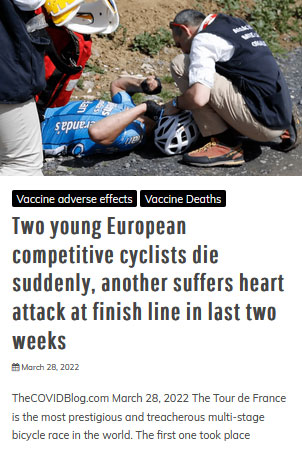 randa's
Vaccine adverse effects Vaccine Deaths
Two young European
competitive cyclists die
suddenly, another suffers heart
attack at finish line in last two
weeks
March 28, 2022
TheCOVIDBlog.com March 28, 2022 The Tour de France
is the most prestigious and treacherous multi-stage
bicycle race in the world. The first one took place